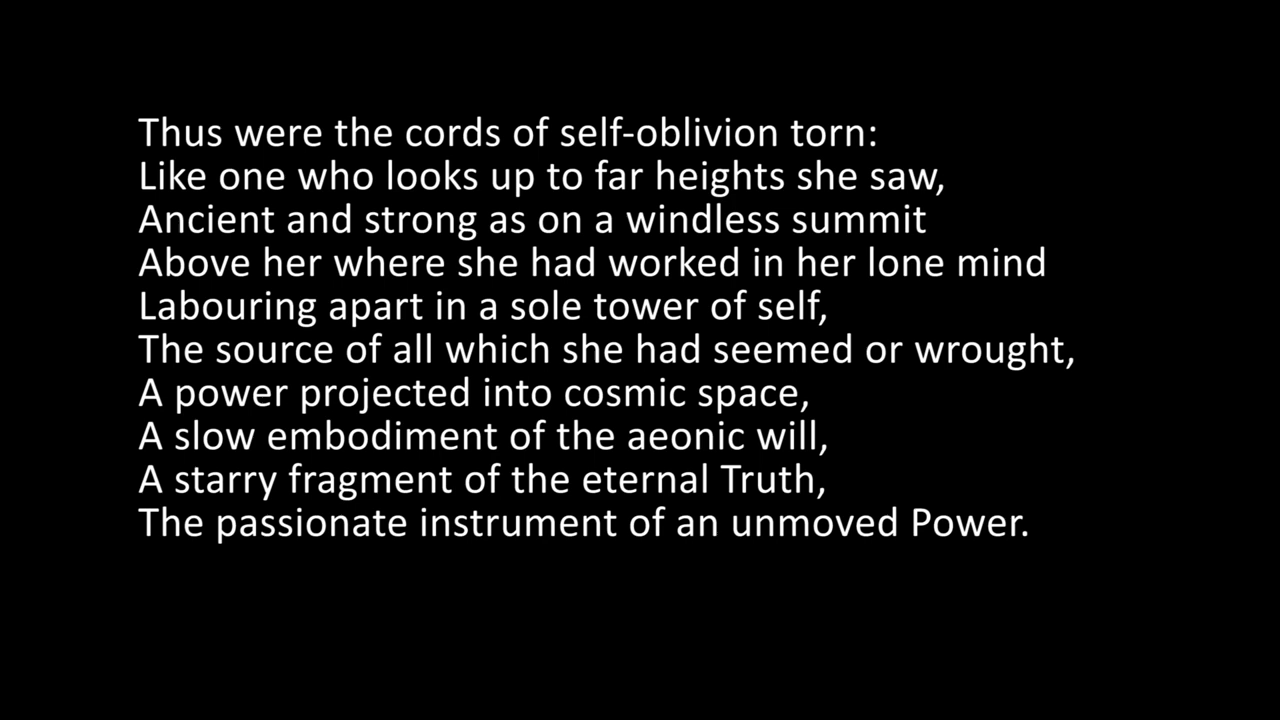 Thus were the cords of self-oblivion torn:
Like one who looks up to far heights she saw,
Ancient and strong as on a windless summit
Above her where she had worked in her lone mind
Labouring apart in a sole tower of self,
The source of all which she had seemed or wrought,
A power projected into cosmic space,
A slow embodiment of the aeonic will,
A starry fragment of the eternal Truth,
The passionate instrument of an unmoved Power.